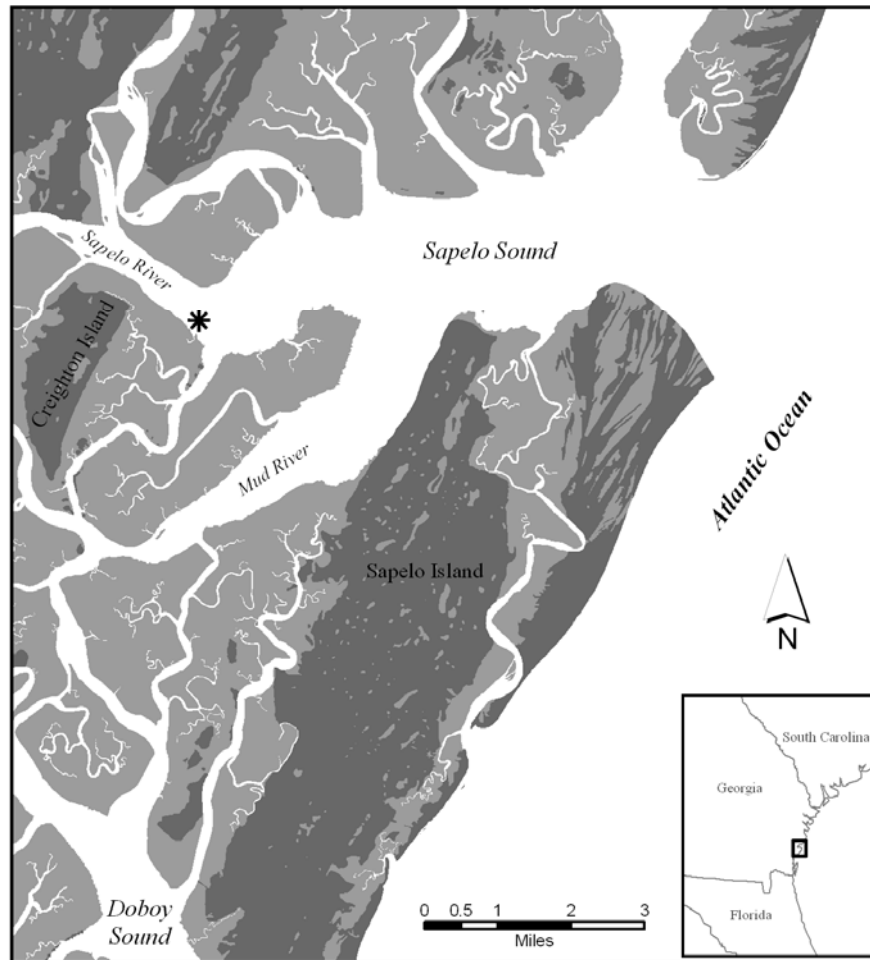 Sapelo Sound
Sapelo River
Creighton Island
Mud River
Atlantic Ocean
Sapelo Island
N
South Carolina
Georgia
Florida
Doboy
Sound
0 0.5 1 2 3
Miles